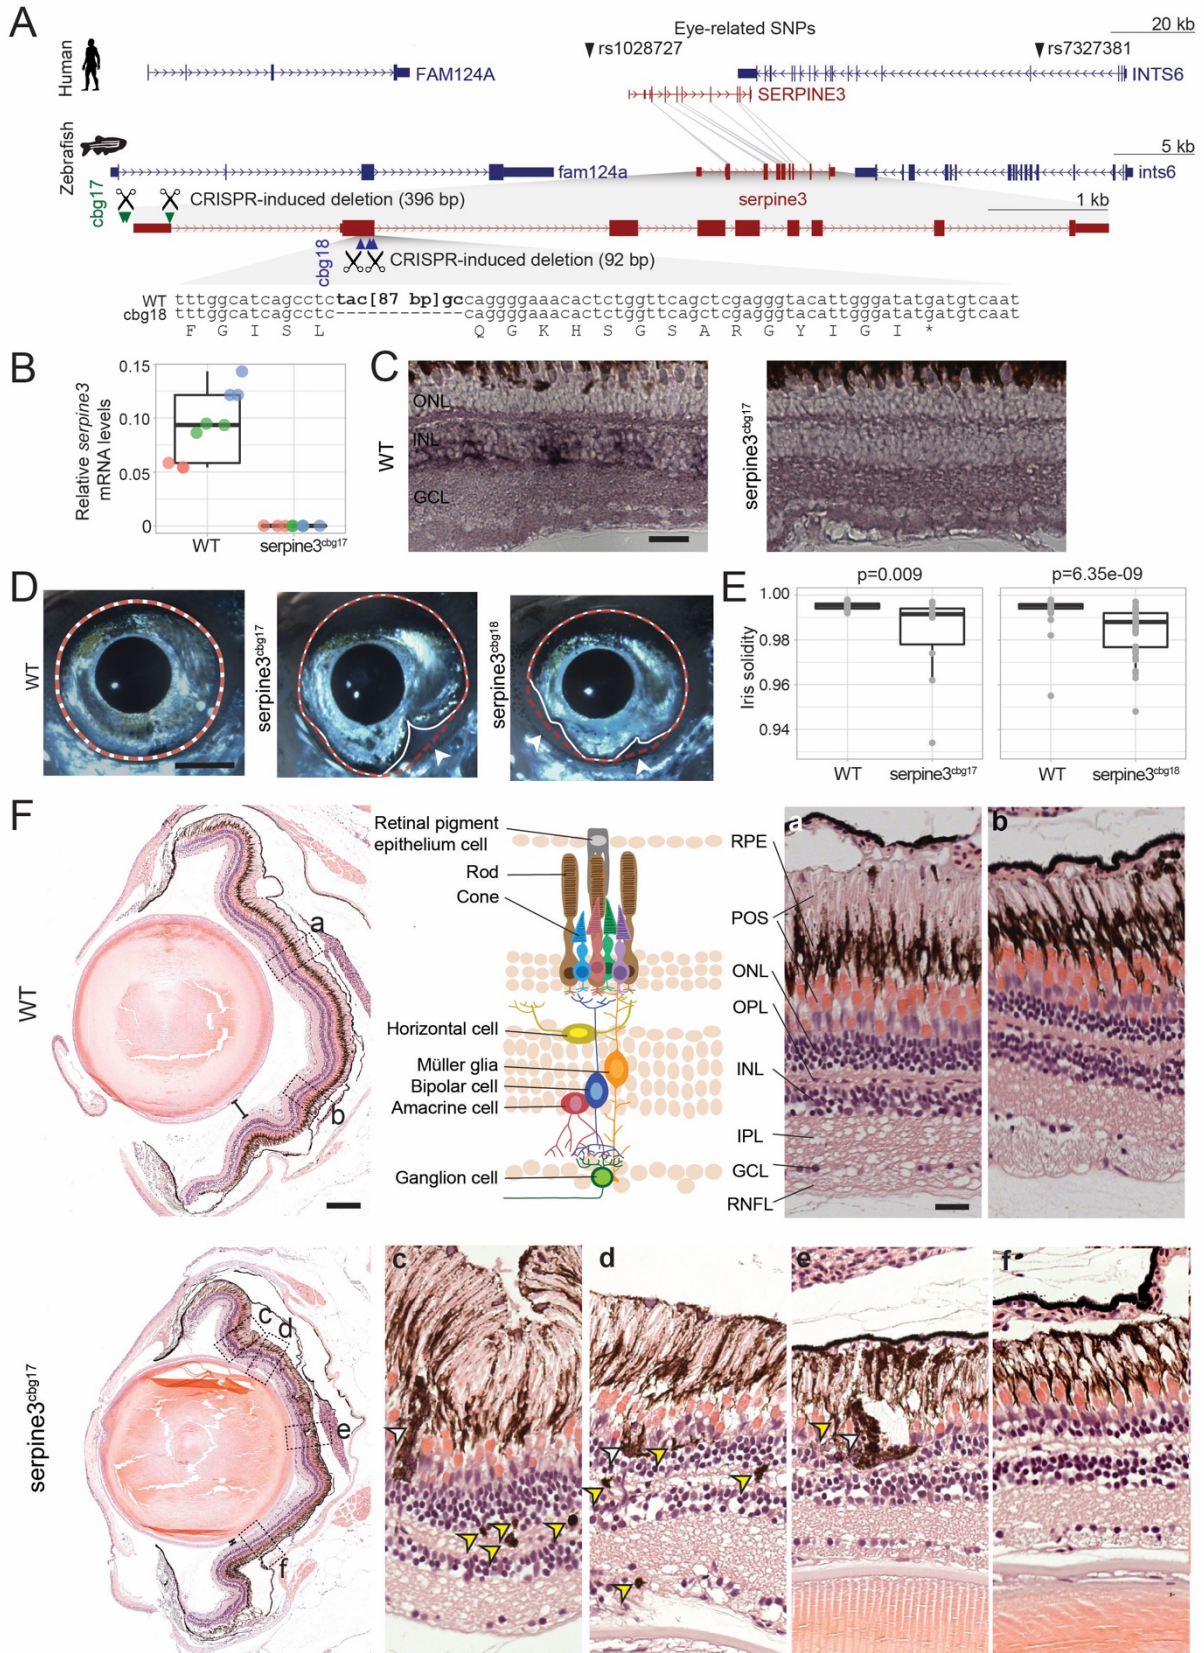 A
Human
Eye-related SNPs
20 kb
rs1028727
rs7327381
FAM124A
INTS6
SERPINE3
Zebrafish
5 kb
fam124a
serpine3
ints6
cbg17
CRISPR-induced deletion (396 bp)
1 kb
cbg18
CRISPR-induced deletion (92 bp)
WT tttggcatcagcctctac[87 bp]gccaggggaaacactctggttcagctcgagggtacattgggatatgatgtcaat
cbg18 tttggcatcagcctc-------------caggggaaacactctggttcagctcgagggtacattgggatatgatgtcaat
F G I S L Q G K H S G S A R G Y I G I *
B
Relative serpine3
mRNA levels
0.15
0.10
0.05
0
WT
serpine3cbg17
C
WT
ONL
INL
GCL
serpine3cbg17
D
WT
serpine3cbg17
serpine3cbg18
E
p=0.009
p=6.35e-09
Iris solidity
1.00
0.98
0.96
0.94
WT
serpine3cbg17
WT
serpine3cbg18
F
WT
a
b
Retinal pigment
epithelium cell
Rod
Cone
Horizontal cell
Müller glia
Bipolar cell
Amacrine cell
Ganglion cell
RPE
POS
ONL
OPL
INL
IPL
GCL
RNFL
a
b
serpine3cbg17
c
d
e
f
c
d
e
f